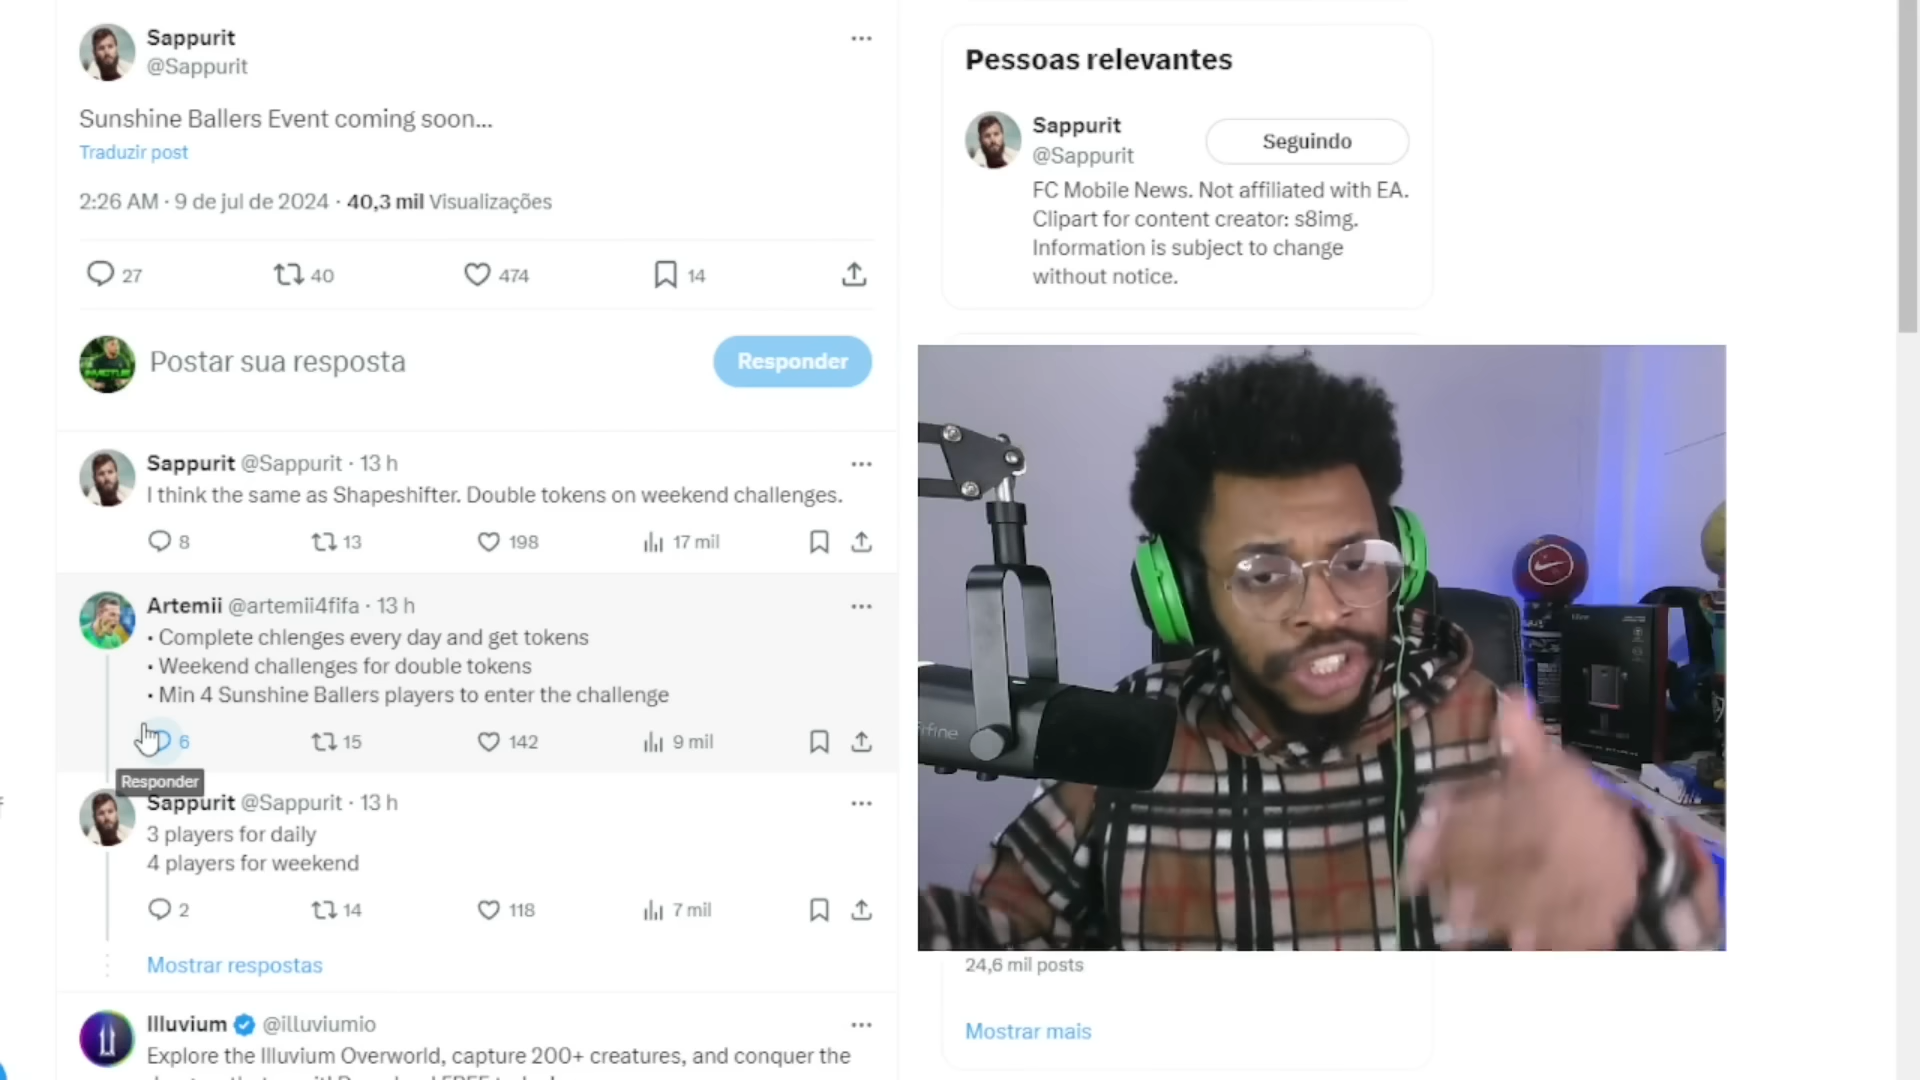 Sappurit
@Sappurit
Sunshine Ballers Event coming soon...
Traduzir post
2:26 AM · 9 de jul de 2024 · 40,3 mil Visualizações
27 40 474 14
Postar sua resposta Responder
Sappurit @Sappurit · 13 h
I think the same as Shapeshifter. Double tokens on weekend challenges.
8 13 198 17 mil
Artemii @artemii4fifa · 13 h
• Complete chlenges every day and get tokens
• Weekend challenges for double tokens
• Min 4 Sunshine Ballers players to enter the challenge
6 15 142 9 mil
Responder
Sappurit @Sappurit · 13 h
3 players for daily
4 players for weekend
2 14 118 7 mil
Mostrar respostas
Illuvium @illuviumio
Explore the Illuvium Overworld, capture 200+ creatures, and conquer the
Pessoas relevantes
Sappurit
@Sappurit
Seguindo
FC Mobile News. Not affiliated with EA.
Clipart for content creator: s8img.
Information is subject to change
without notice.
24,6 mil posts
Mostrar mais